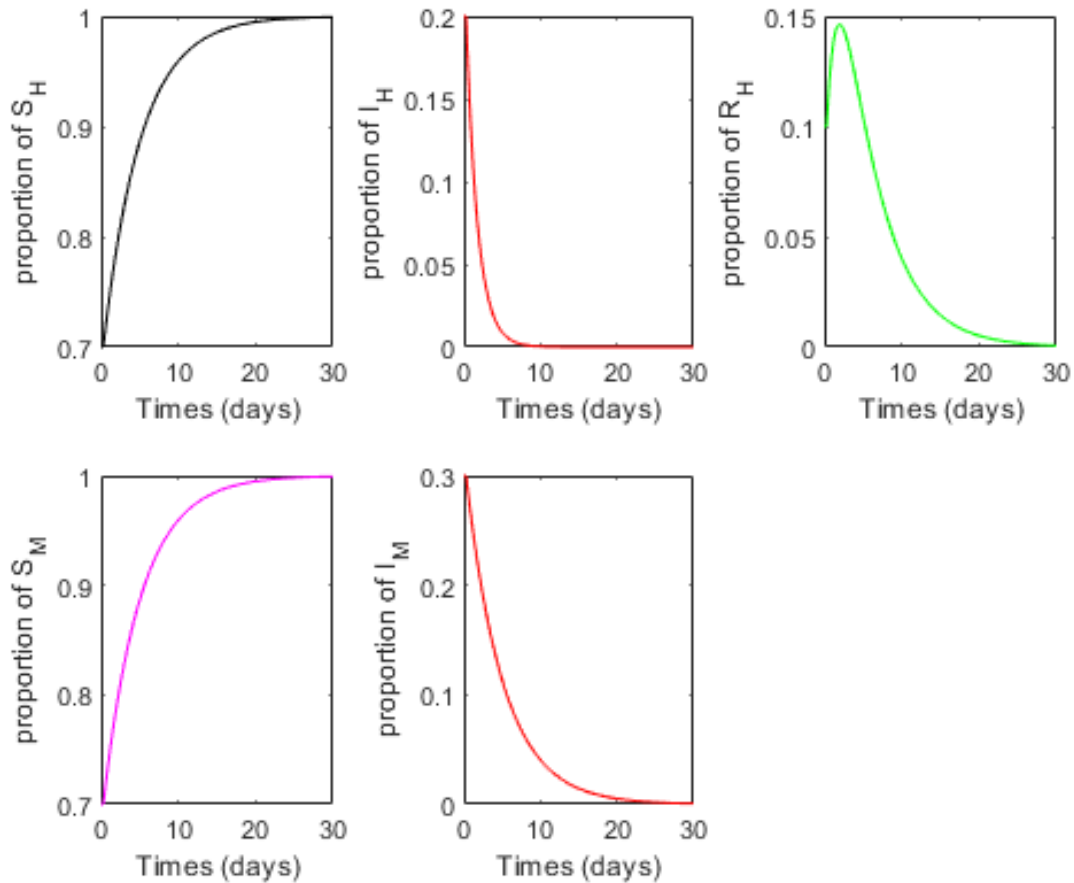 proportion of S_H
1
0.9
0.8
0.7
0 10 20 30
Times (days)
proportion of I_H
0.2
0.15
0.1
0.05
0
0 10 20 30
Times (days)
proportion of R_H
0.15
0.1
0.05
0
0 10 20 30
Times (days)
proportion of S_M
1
0.9
0.8
0.7
0 10 20 30
Times (days)
proportion of I_M
0.3
0.2
0.1
0
0 10 20 30
Times (days)